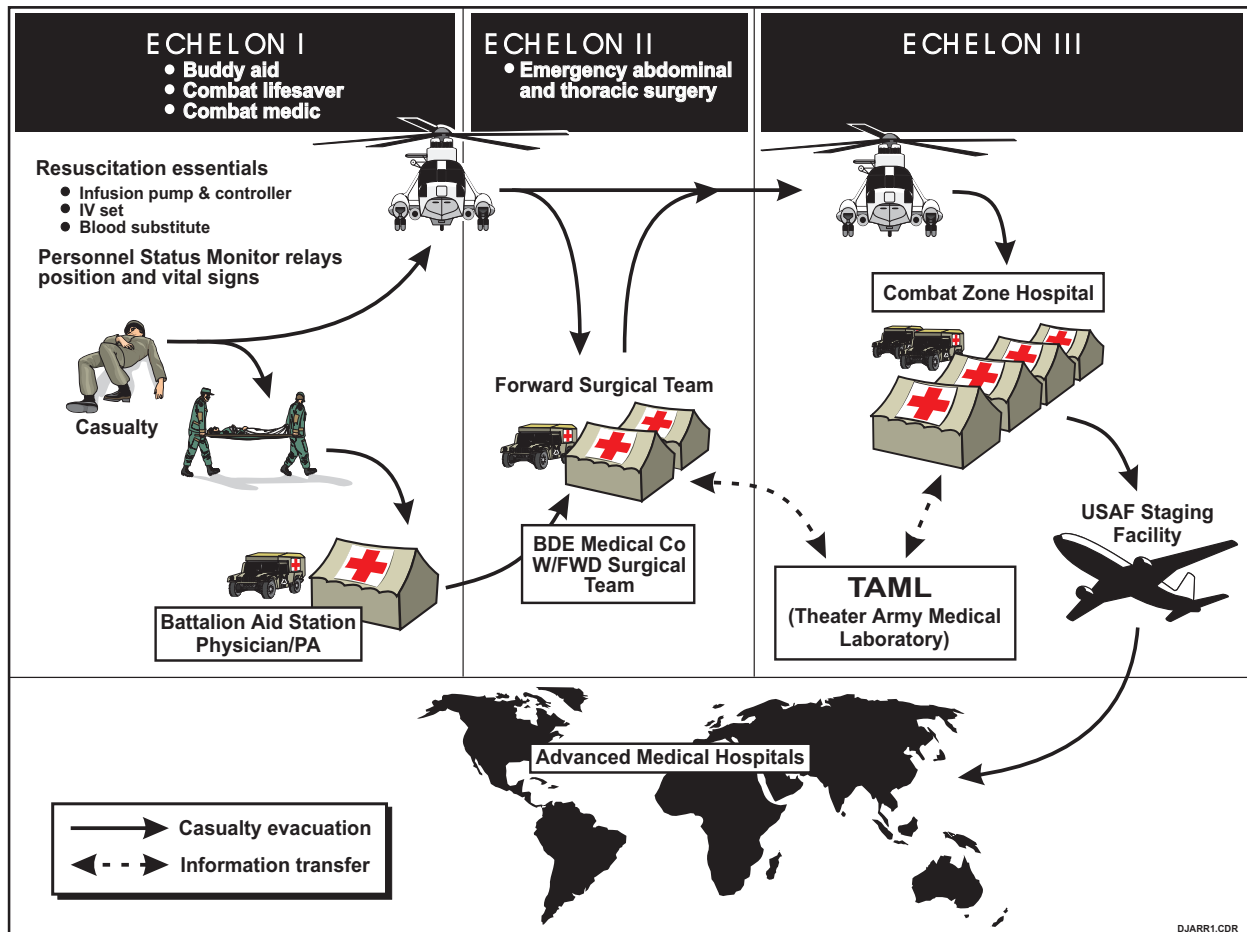 ECHELON I
• Buddy aid
• Combat lifesaver
• Combat medic
ECHELON II
• Emergency abdominal
and thoracic surgery
ECHELON III
Resuscitation essentials
• Infusion pump & controller
• IV set
• Blood substitute
Personnel Status Monitor relays
position and vital signs
Casualty
Battalion Aid Station
Physician/PA
Forward Surgical Team
BDE Medical Co
W/FWD Surgical
Team
Combat Zone Hospital
TAML
(Theater Army Medical
Laboratory)
USAF Staging
Facility
Advanced Medical Hospitals
Casualty evacuation
Information transfer
DJARR1.CDR